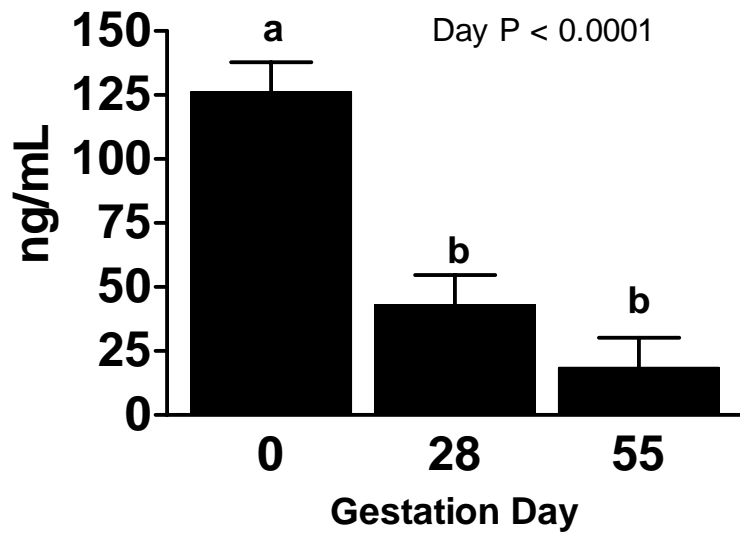 Day P < 0.0001
a
b
b
ng/mL
150
125
100
75
50
25
0
0 28 55
Gestation Day